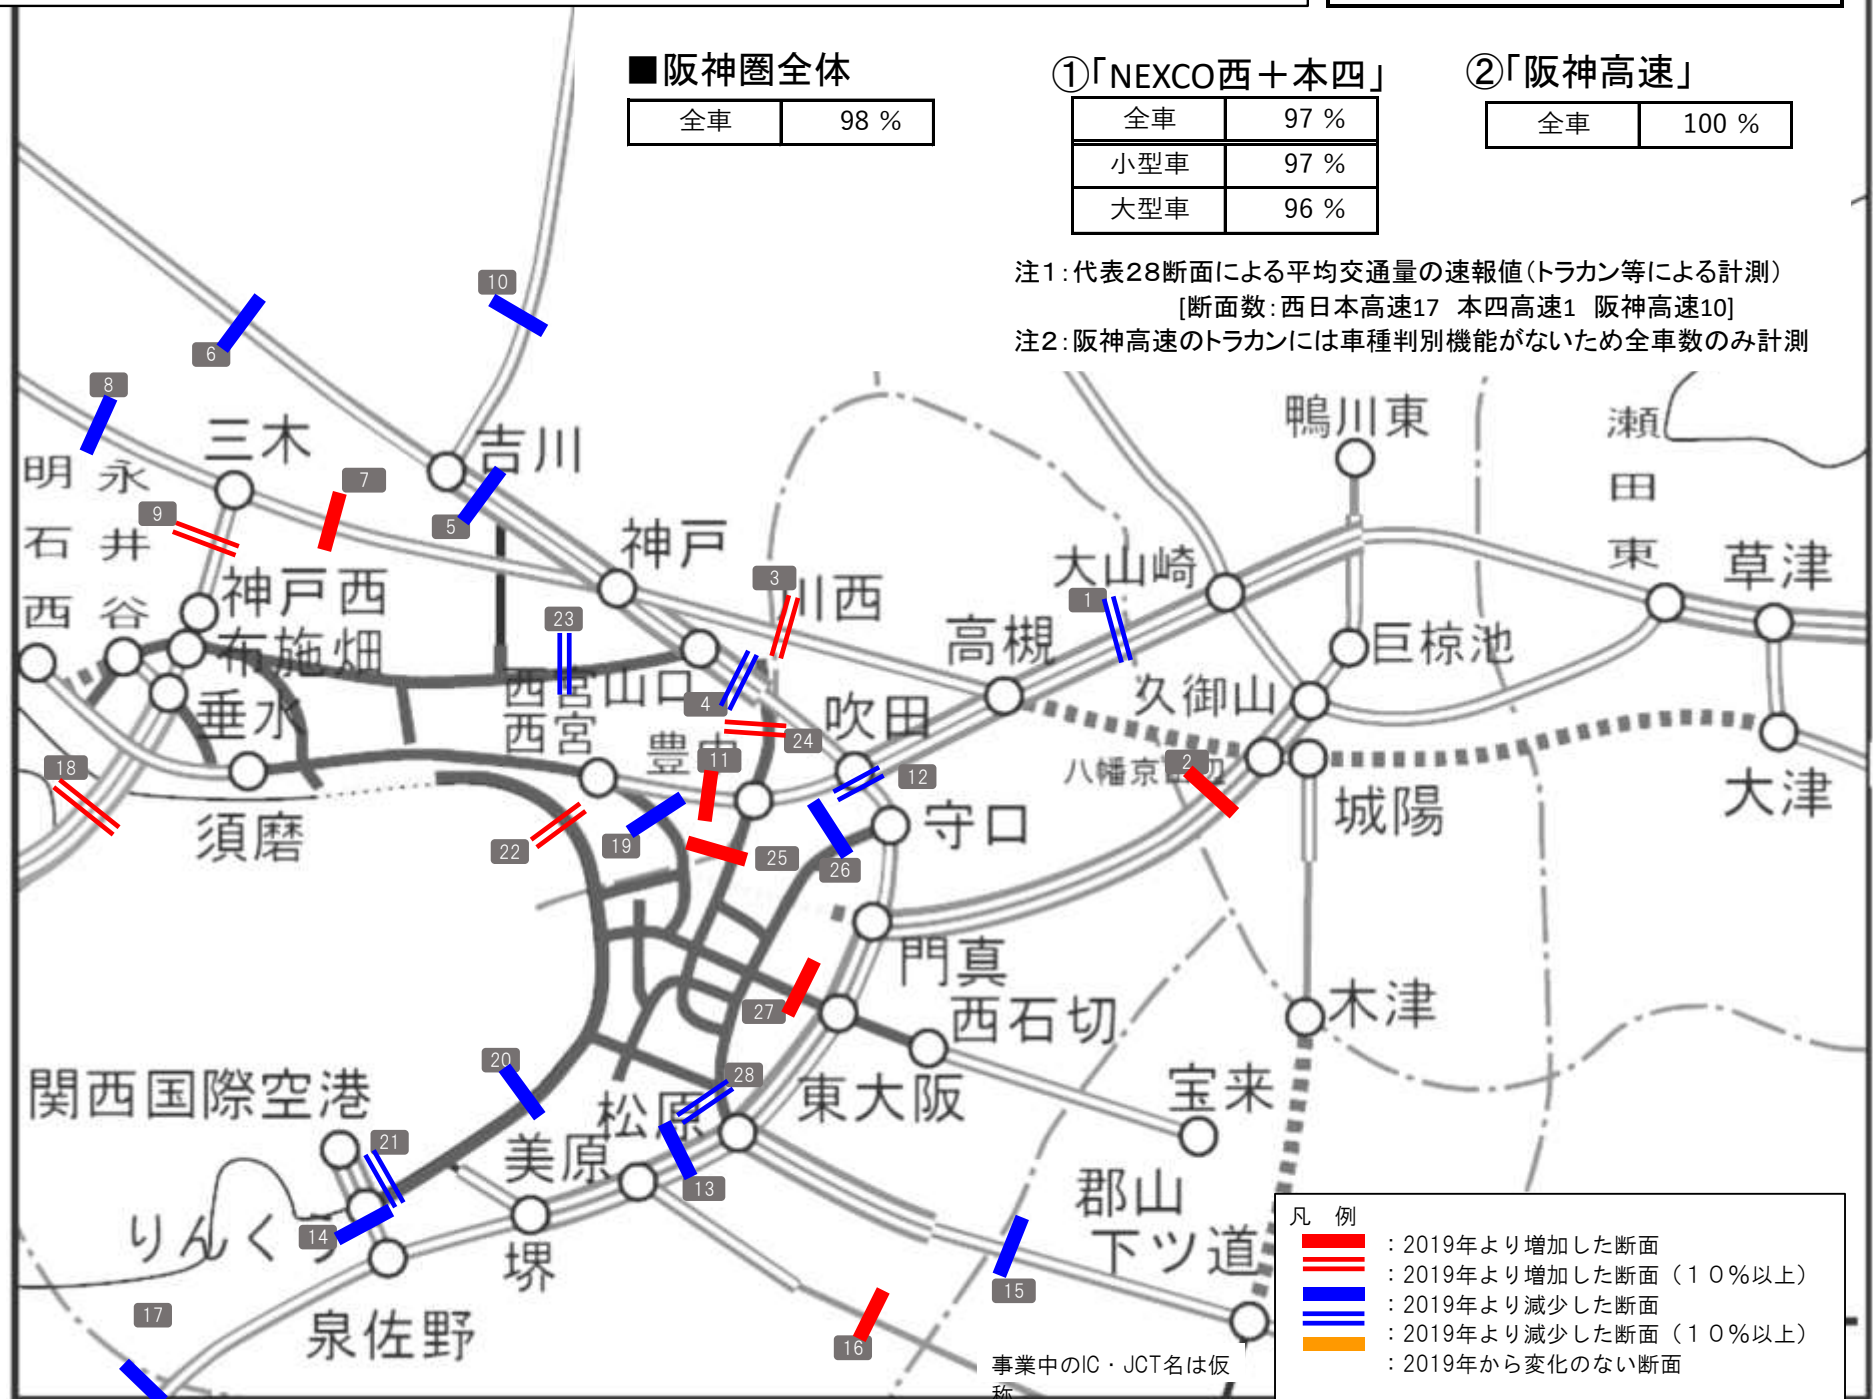 ■阪神圏全体
全車 98 %
①「NEXCO西＋本四」
全車 97 %
小型車 97 %
大型車 96 %
②「阪神高速」
全車 100 %
注１：代表28断面による平均交通量の速報値（トラカン等による計測）
[断面数：西日本高速17　本四高速1　阪神高速10]
注２：阪神高速のトラカンには車種判別機能がないため全車数のみ計測
10
6
8
鴨川東
瀬田東
三木
吉川
7
明石西
永井谷
9
5
神戸
大山崎
草津
3
川西
1
神戸西
23
布施畑
高槻
巨椋池
西宮山口
4
久御山
垂水
西宮
吹田
24
豊中
11
12
八幡京田辺
2
大津
18
須磨
守口
城陽
22
19
25
26
門真
27
西石切
木津
20
28
関西国際空港
松原
東大阪
宝来
21
美原
13
郡山下ツ道
りんくう
14
堺
15
17
泉佐野
16
事業中のIC・JCT名は仮
称
凡　例
：2019年より増加した断面
：2019年より増加した断面（１０％以上）
：2019年より減少した断面
：2019年より減少した断面（１０％以上）
：2019年から変化のない断面